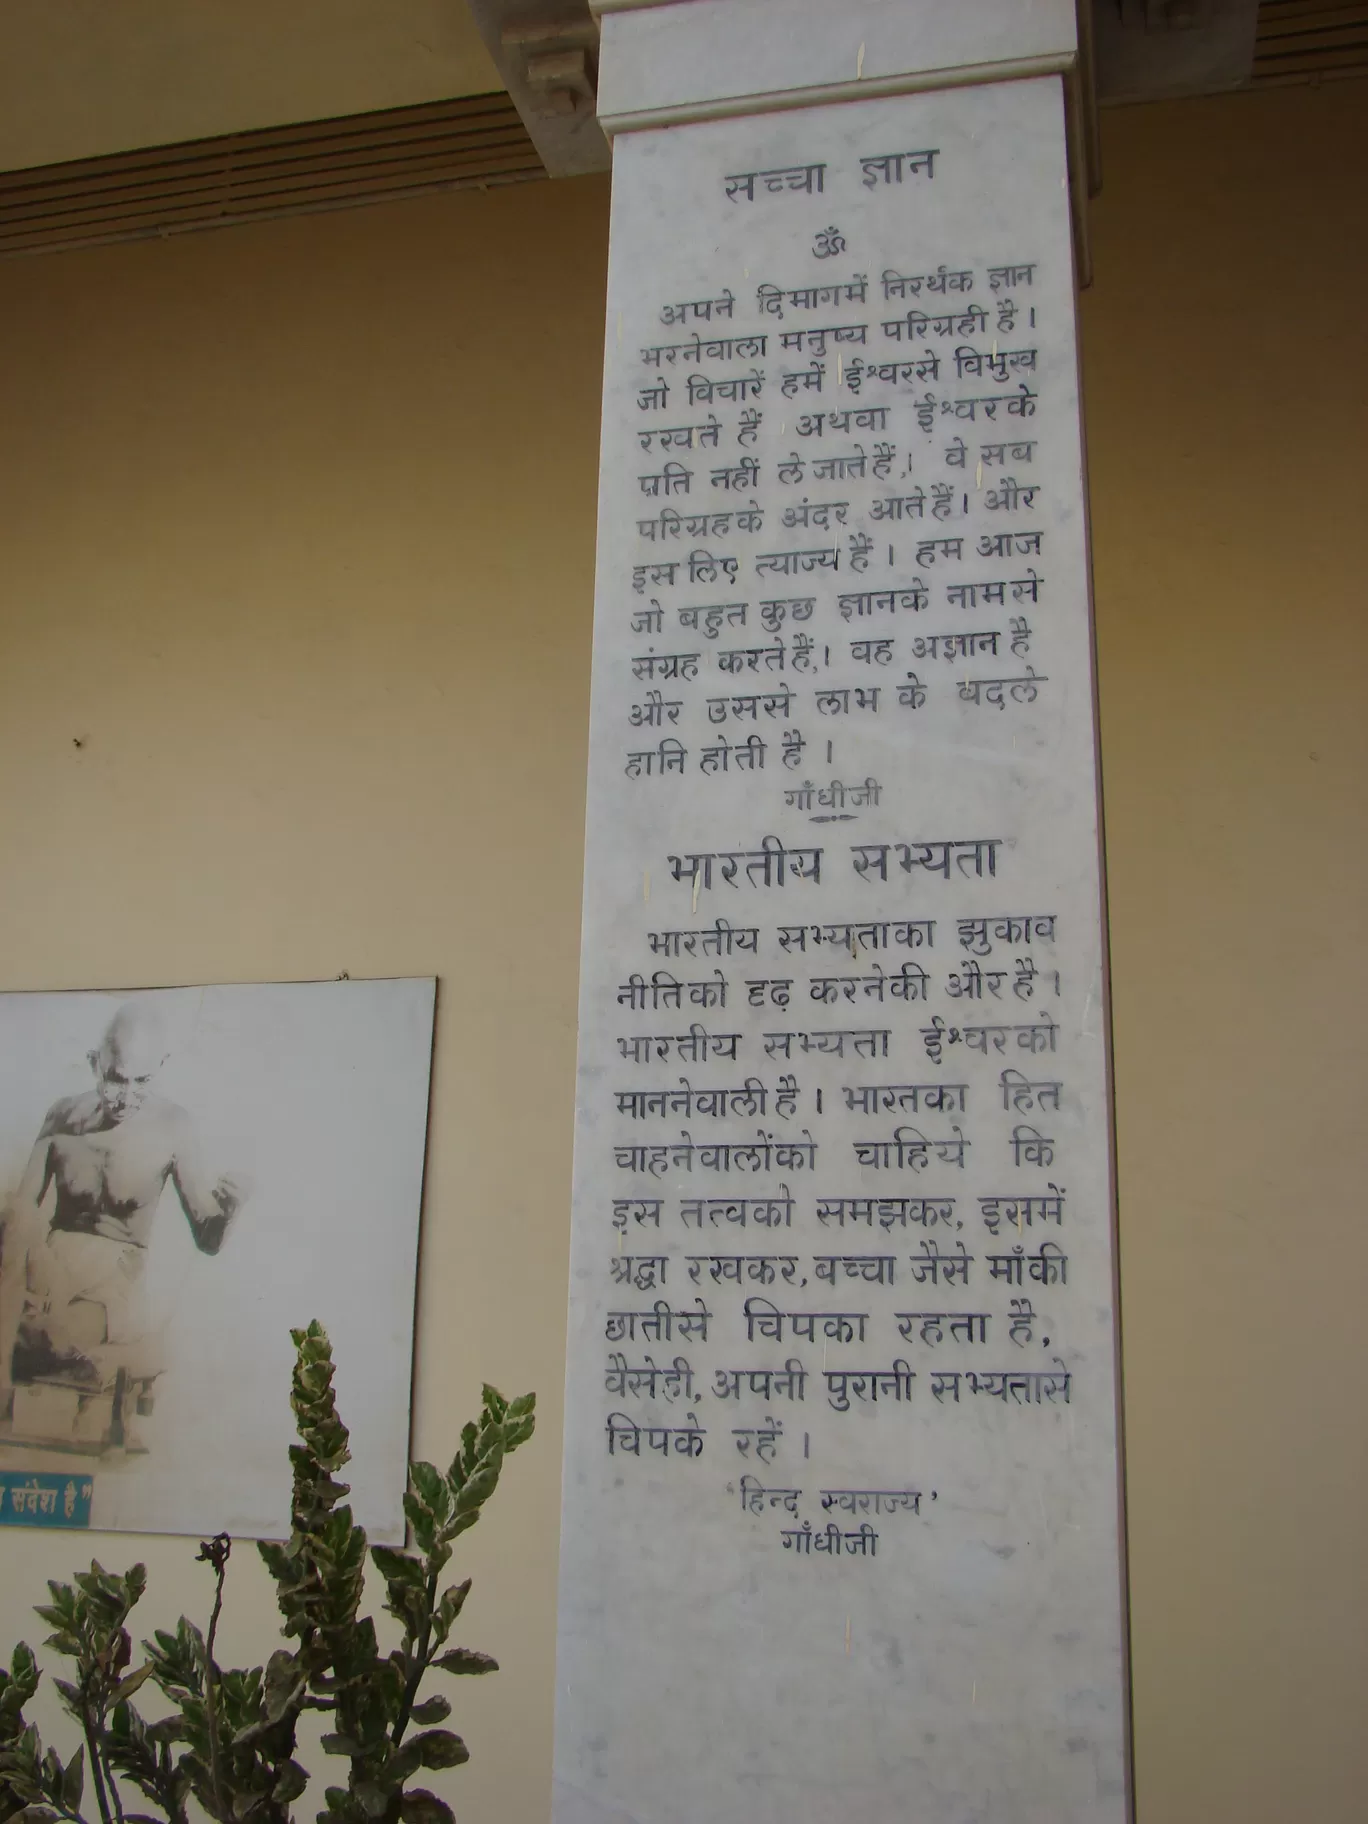 सच्चा ज्ञान
ॐ
अपने दिमागमें निरर्थक ज्ञान
भरनेवाला मनुष्य परिग्रही है।
जो विचारें हमें ईश्वरसे विमुख
रखते हैं अथवा ईश्वरके
प्रति नहीं ले जाते हैं,। वे सब
परिग्रहके अंदर आते हैं। और
इस लिए त्याज्य हैं। हम आज
जो बहुत कुछ ज्ञानके नामसे
संग्रह करते हैं,। वह अज्ञान है
और उससे लाभ के बदले
हानि होती है।
गाँधीजी
भारतीय सभ्यता
भारतीय सभ्यताका झुकाव
नीतिको दृढ़ करनेकी और है।
भारतीय सभ्यता ईश्वरको
माननेवाली है। भारतका हित
चाहनेवालोंको चाहिये कि
इस तत्वको समझकर, इसमें
श्रद्धा रखकर, बच्चा जैसे माँकी
छातीसे चिपका रहता है,
वैसेही, अपनी पुरानी सभ्यतासे
चिपके रहें।
'हिन्द स्वराज्य'
गाँधीजी
संदेश है"